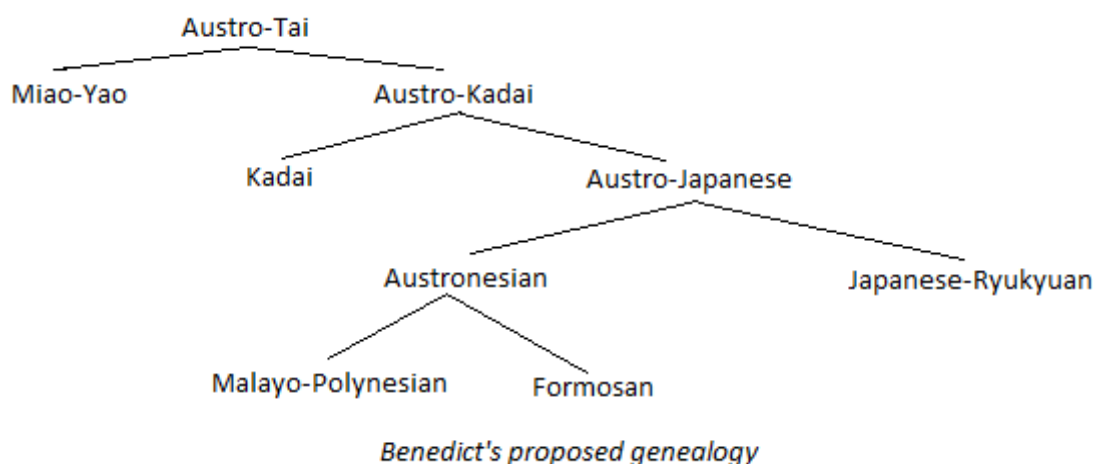 Austro-Tai
Miao-Yao
Austro-Kadai
Kadai
Austro-Japanese
Austronesian
Japanese-Ryukyuan
Malayo-Polynesian
Formosan
Benedict's proposed genealogy